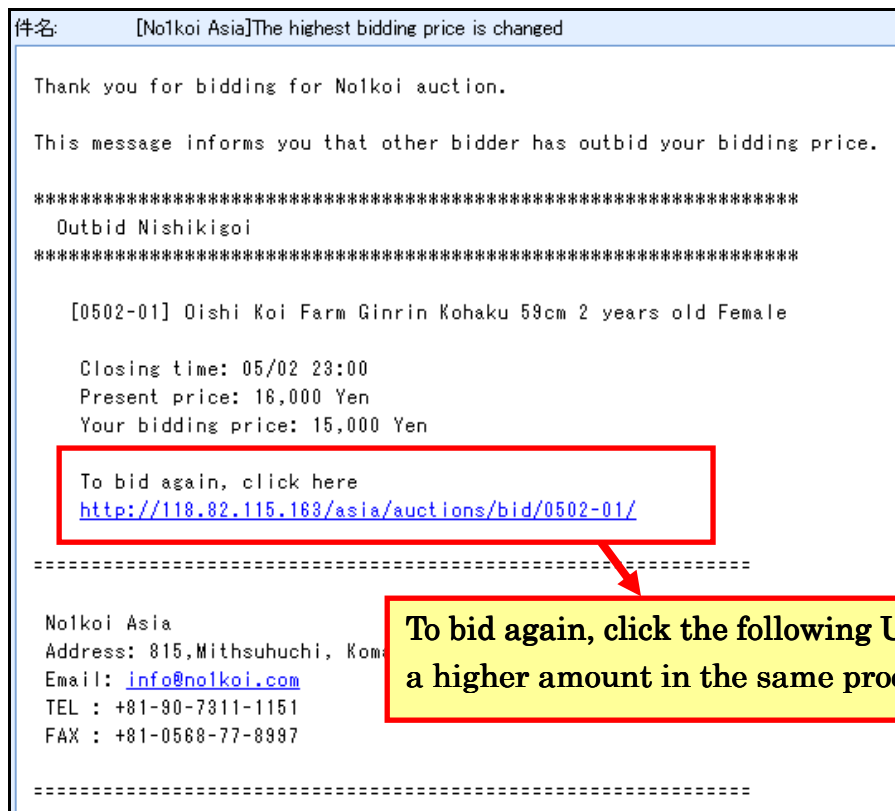 件名: [No1koi Asia]The highest bidding price is changed
Thank you for bidding for No1koi auction.
This message informs you that other bidder has outbid your bidding price.
******************************************************************
Outbid Nishikigoi
******************************************************************
[0502-01] Oishi Koi Farm Ginrin Kohaku 59cm 2 years old Female
Closing time: 05/02 23:00
Present price: 16,000 Yen
Your bidding price: 15,000 Yen
To bid again, click here
http://118.82.115.163/asia/auctions/bid/0502-01/
==============================================================
No1koi Asia
Address: 815,Mithsuhuchi,
Email: info@no1koi.com
TEL : +81-90-7311-1151
FAX : +81-0568-77-8997
To bid again, click the following
a higher amount in the same
==============================================================